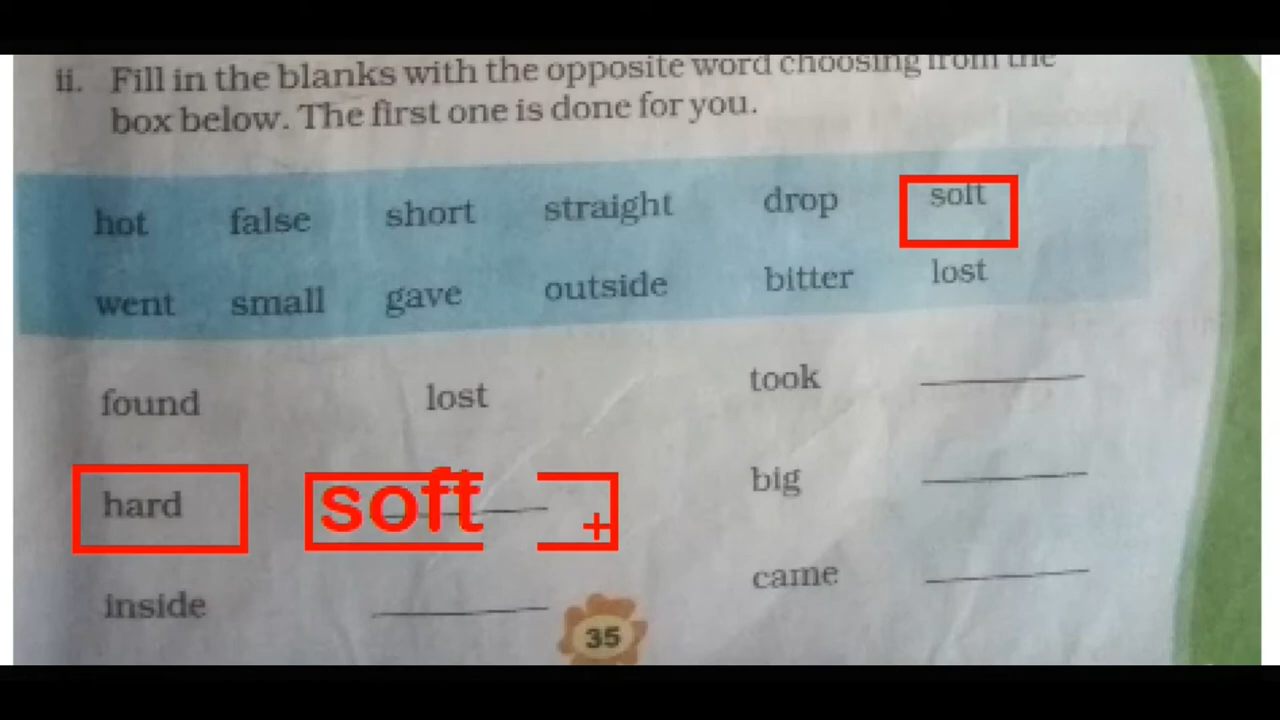 ii. Fill in the blanks with the opposite word choosing from the
box below. The first one is done for you.
hot false short straight drop soft
went small gave outside bitter lost
found lost took
hard soft big
inside came
35